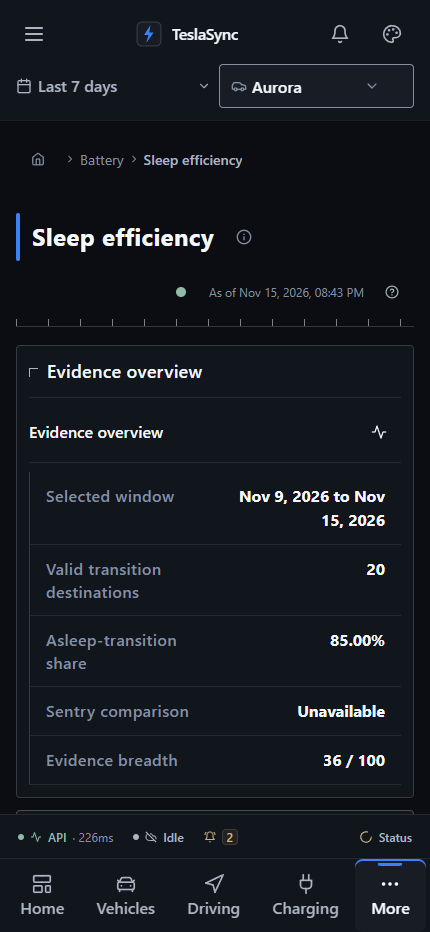 TeslaSync
Last 7 days
Aurora
Battery
Sleep efficiency
Sleep efficiency
As of Nov 15, 2026, 08:43 PM
Evidence overview
Evidence overview
Selected window
Nov 9, 2026 to Nov
15, 2026
Valid transition
destinations
20
Asleep-transition
share
85.00%
Sentry comparison
Unavailable
Evidence breadth
36 / 100
API · 226ms
Idle
2
Status
Home
Vehicles
Driving
Charging
More